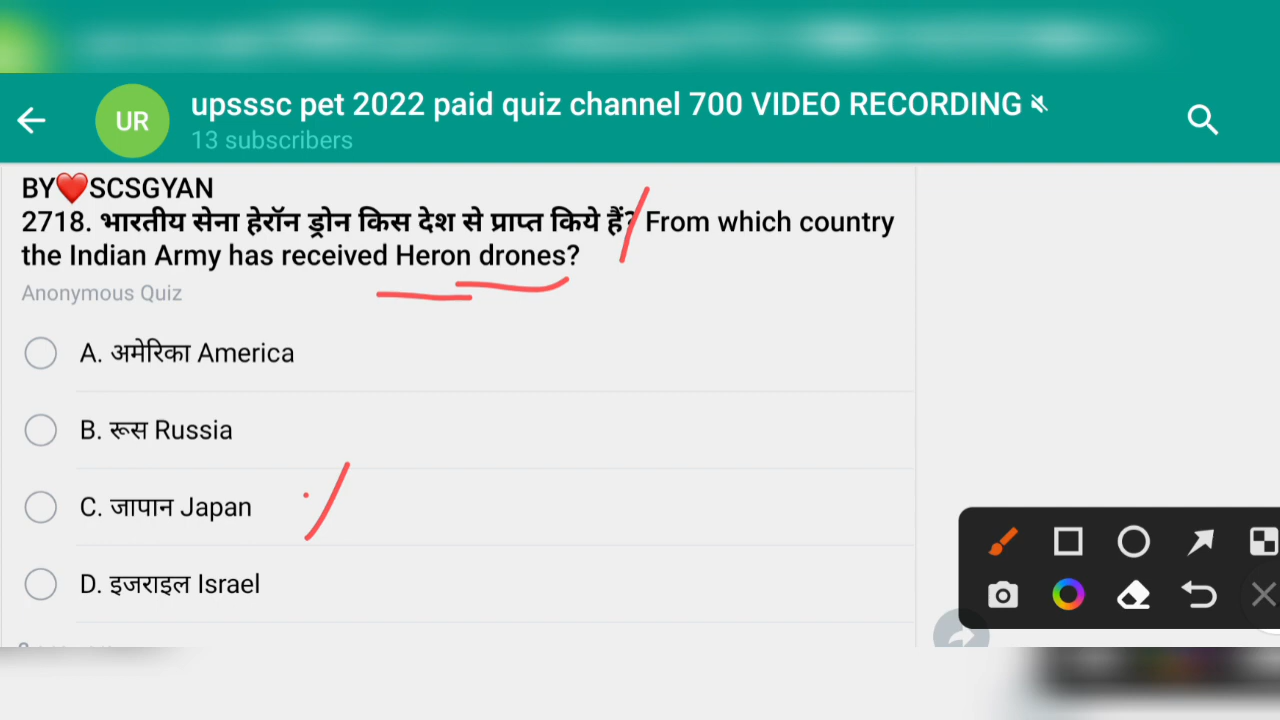 UR
upsssc pet 2022 paid quiz channel 700 VIDEO RECORDING
13 subscribers
BY❤️SCSGYAN
2718. भारतीय सेना हेरॉन ड्रोन किस देश से प्राप्त किये हैं? From which country
the Indian Army has received Heron drones?
Anonymous Quiz
A. अमेरिका America
B. रूस Russia
C. जापान Japan
D. इजराइल Israel